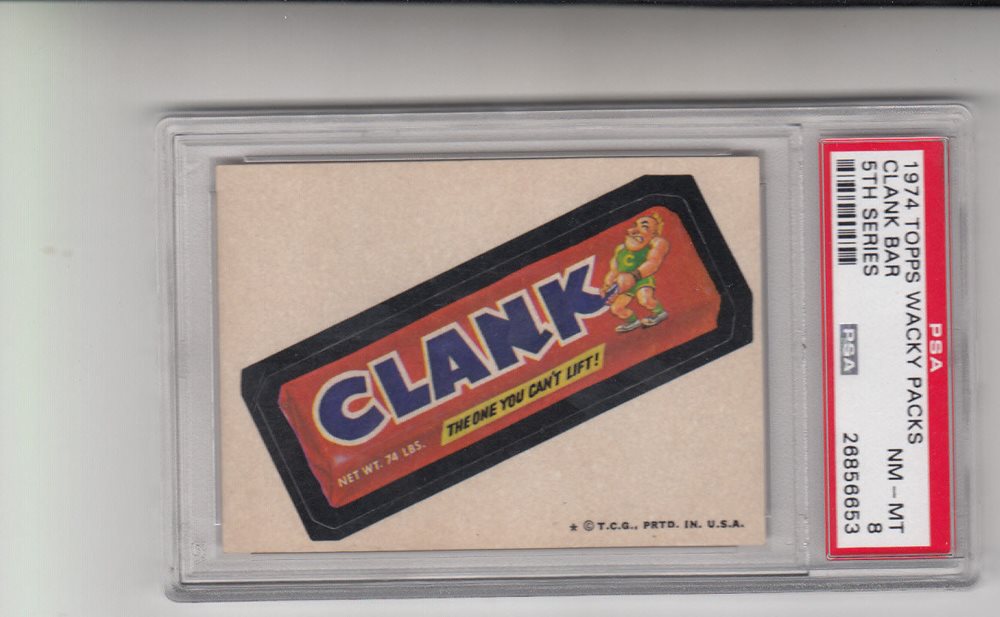 CLANK
THE ONE YOU CAN'T LIFT!
NET WT. 74 LBS.
C
* © T.C.G., PRTD. IN. U.S.A.
PSA
1974 TOPPS WACKY PACKS
CLANK BAR NM - MT
5TH SERIES 8
PSA 26856653